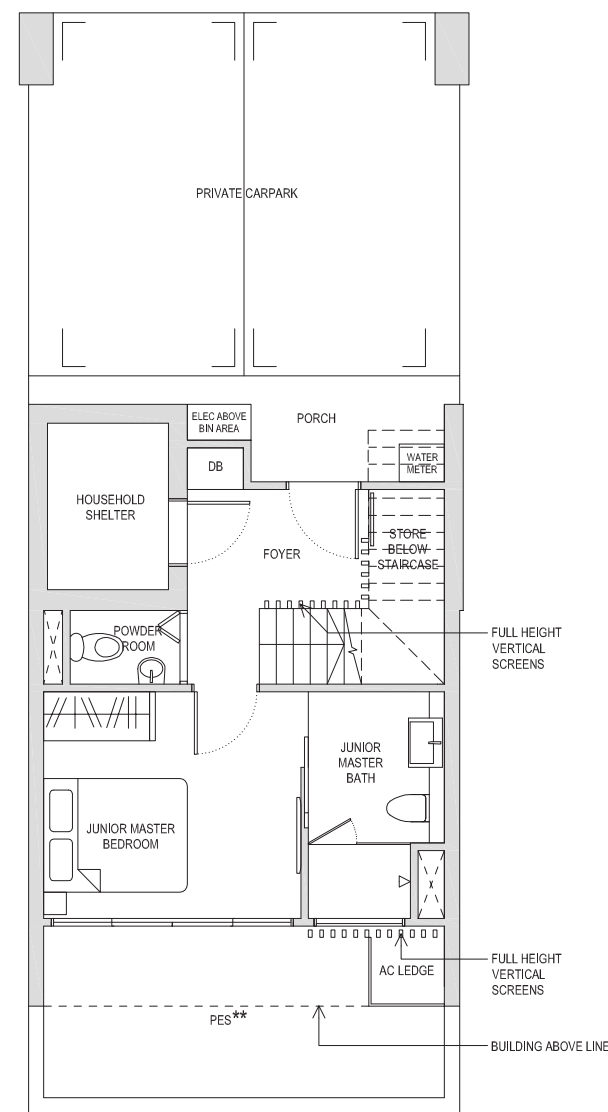 PRIVATE CARPARK
ELEC ABOVE
BIN AREA
PORCH
DB
WATER
METER
HOUSEHOLD
SHELTER
FOYER
STORE
BELOW
STAIRCASE
POWDER
ROOM
FULL HEIGHT
VERTICAL
SCREENS
JUNIOR
MASTER
BATH
JUNIOR MASTER
BEDROOM
FULL HEIGHT
VERTICAL
SCREENS
AC LEDGE
PES**
BUILDING ABOVE LINE